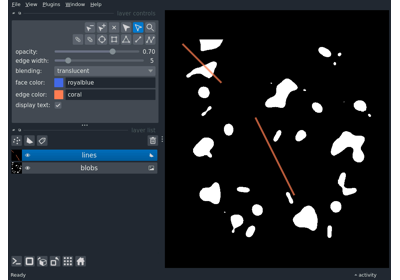 File View Plugins Window Help
layer controls
opacity: 0.70
edge width: 5
blending: translucent
face color: royalblue
edge color: coral
display text:
layer list
lines
blobs
Ready
activity